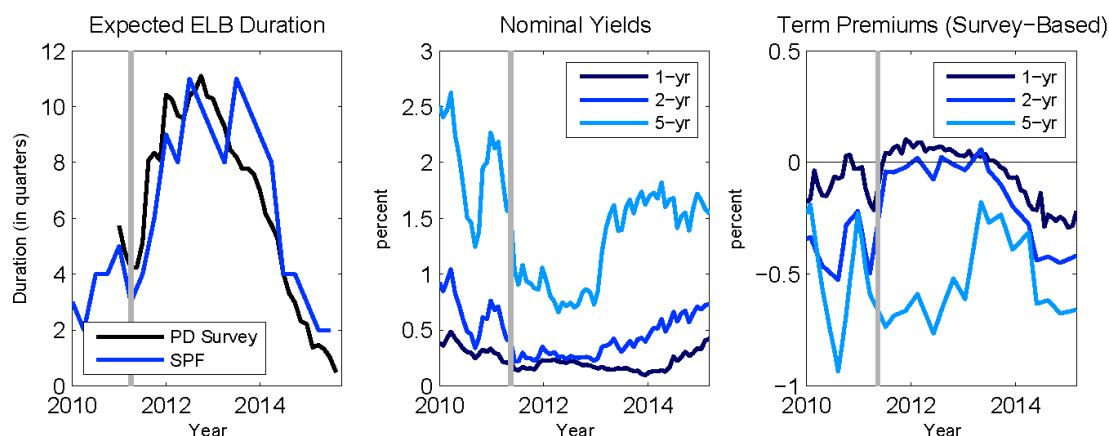 Expected ELB Duration
Duration (in quarters)
12
10
8
6
4
2
0
PD Survey
SPF
2010
2012
2014
Year
Nominal Yields
percent
3
2.5
2
1.5
1
0.5
0
1−yr
2−yr
5−yr
2010
2012
2014
Year
Term Premiums (Survey−Based)
percent
0.5
0
−0.5
−1
1−yr
2−yr
5−yr
2010
2012
2014
Year